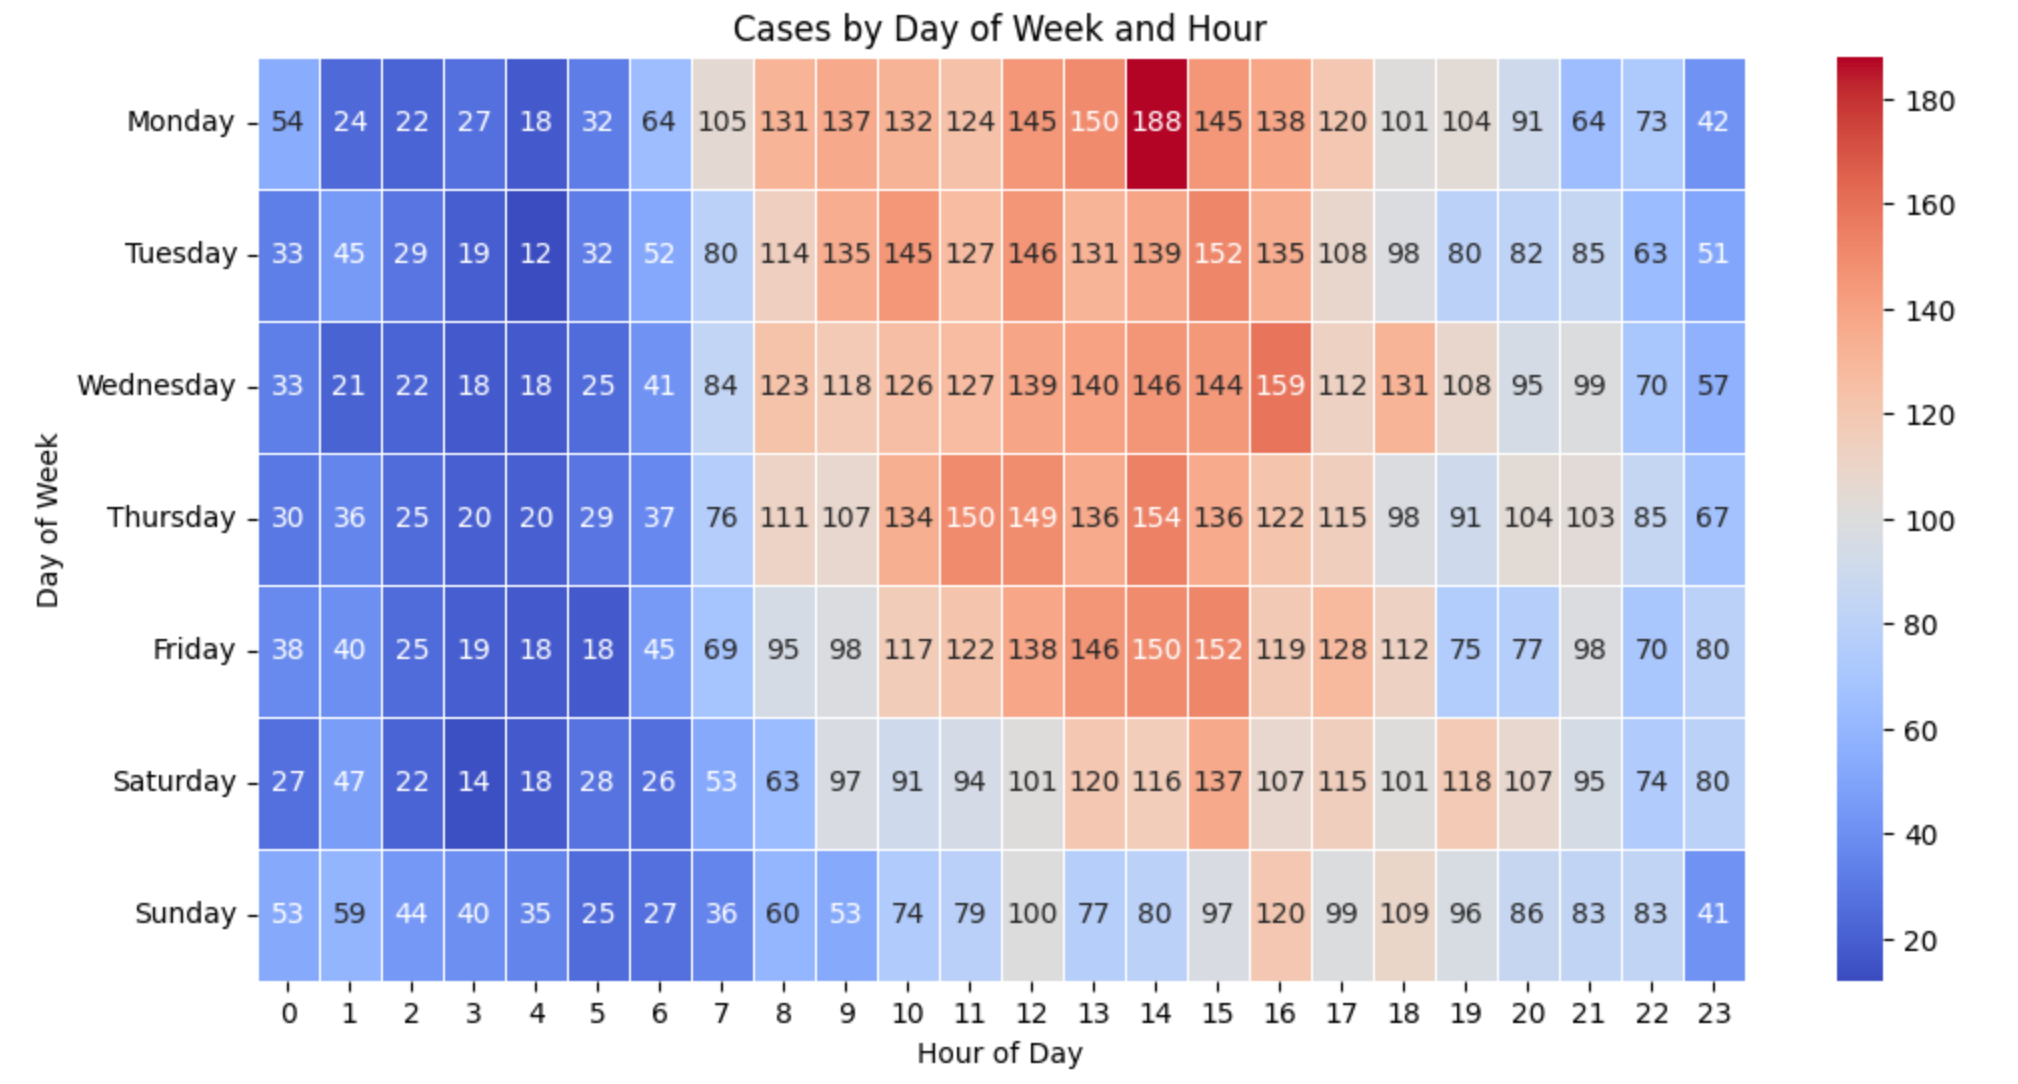 Cases by Day of Week and Hour
Monday 54 24 22 27 18 32 64 105 131 137 132 124 145 150 188 145 138 120 101 104 91 64 73 42
Tuesday 33 45 29 19 12 32 52 80 114 135 145 127 146 131 139 152 135 108 98 80 82 85 63 51
Wednesday 33 21 22 18 18 25 41 84 123 118 126 127 139 140 146 144 159 112 131 108 95 99 70 57
Thursday 30 36 25 20 20 29 37 76 111 107 134 150 149 136 154 136 122 115 98 91 104 103 85 67
Friday 38 40 25 19 18 18 45 69 95 98 117 122 138 146 150 152 119 128 112 75 77 98 70 80
Saturday 27 47 22 14 18 28 26 53 63 97 91 94 101 120 116 137 107 115 101 118 107 95 74 80
Sunday 53 59 44 40 35 25 27 36 60 53 74 79 100 77 80 97 120 99 109 96 86 83 83 41
0 1 2 3 4 5 6 7 8 9 10 11 12 13 14 15 16 17 18 19 20 21 22 23
Hour of Day
Day of Week
180
160
140
120
100
80
60
40
20